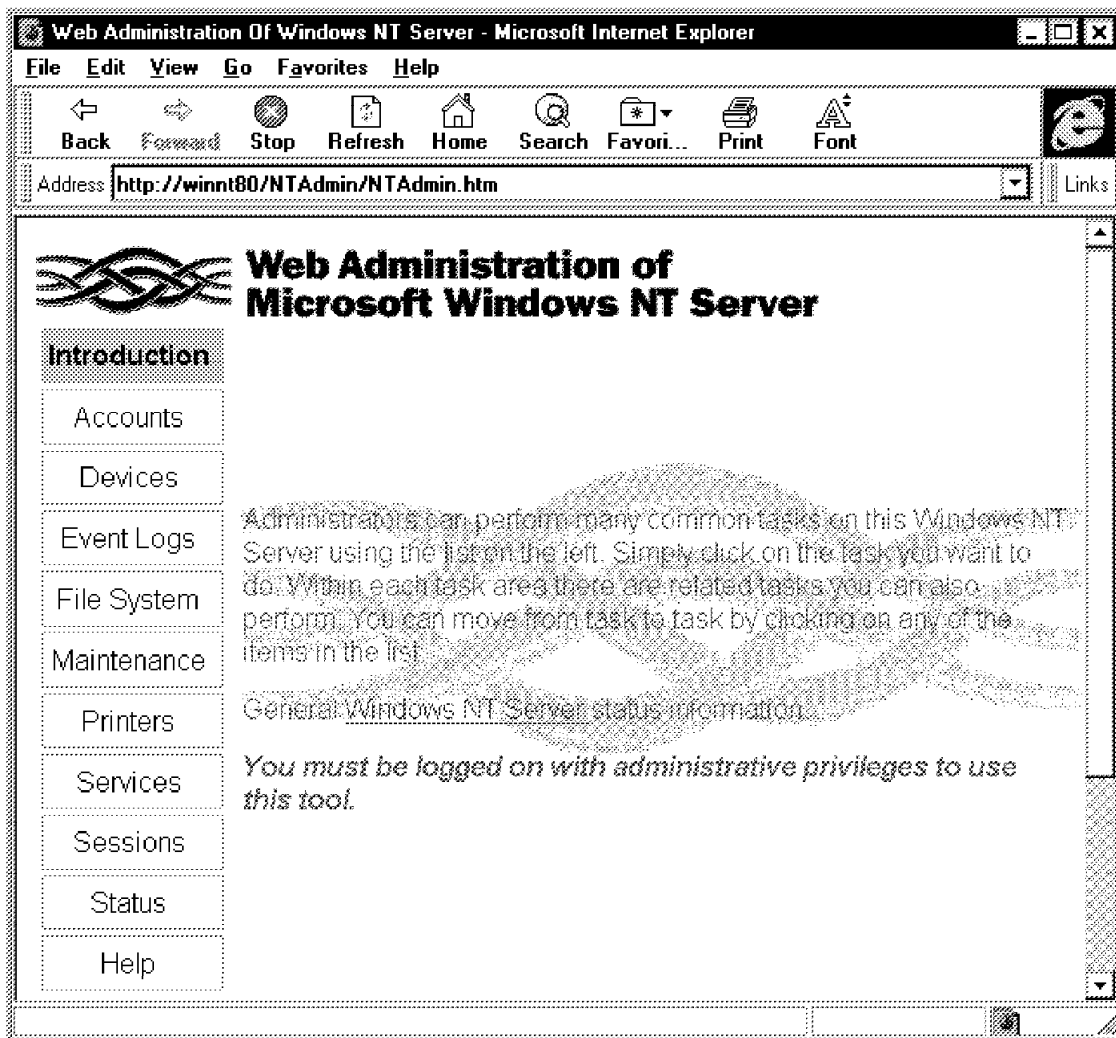 Web Administration Of Windows NT Server - Microsoft Internet Explorer
File Edit View Go Favorites Help
Back Forward Stop Refresh Home Search Favori... Print Font
Address http://winnt80/NTAdmin/NTAdmin.htm Links
Web Administration of
Microsoft Windows NT Server
Introduction
Accounts
Devices
Event Logs
File System
Maintenance
Printers
Services
Sessions
Status
Help
Administrators can perform many common tasks on this Windows NT
Server using the list on the left. Simply click on the task you want to
do. Within each task area there are related tasks you can also
perform. You can move from task to task by clicking on any of the
items in the list.
General Windows NT Server status information.
You must be logged on with administrative privileges to use
this tool.